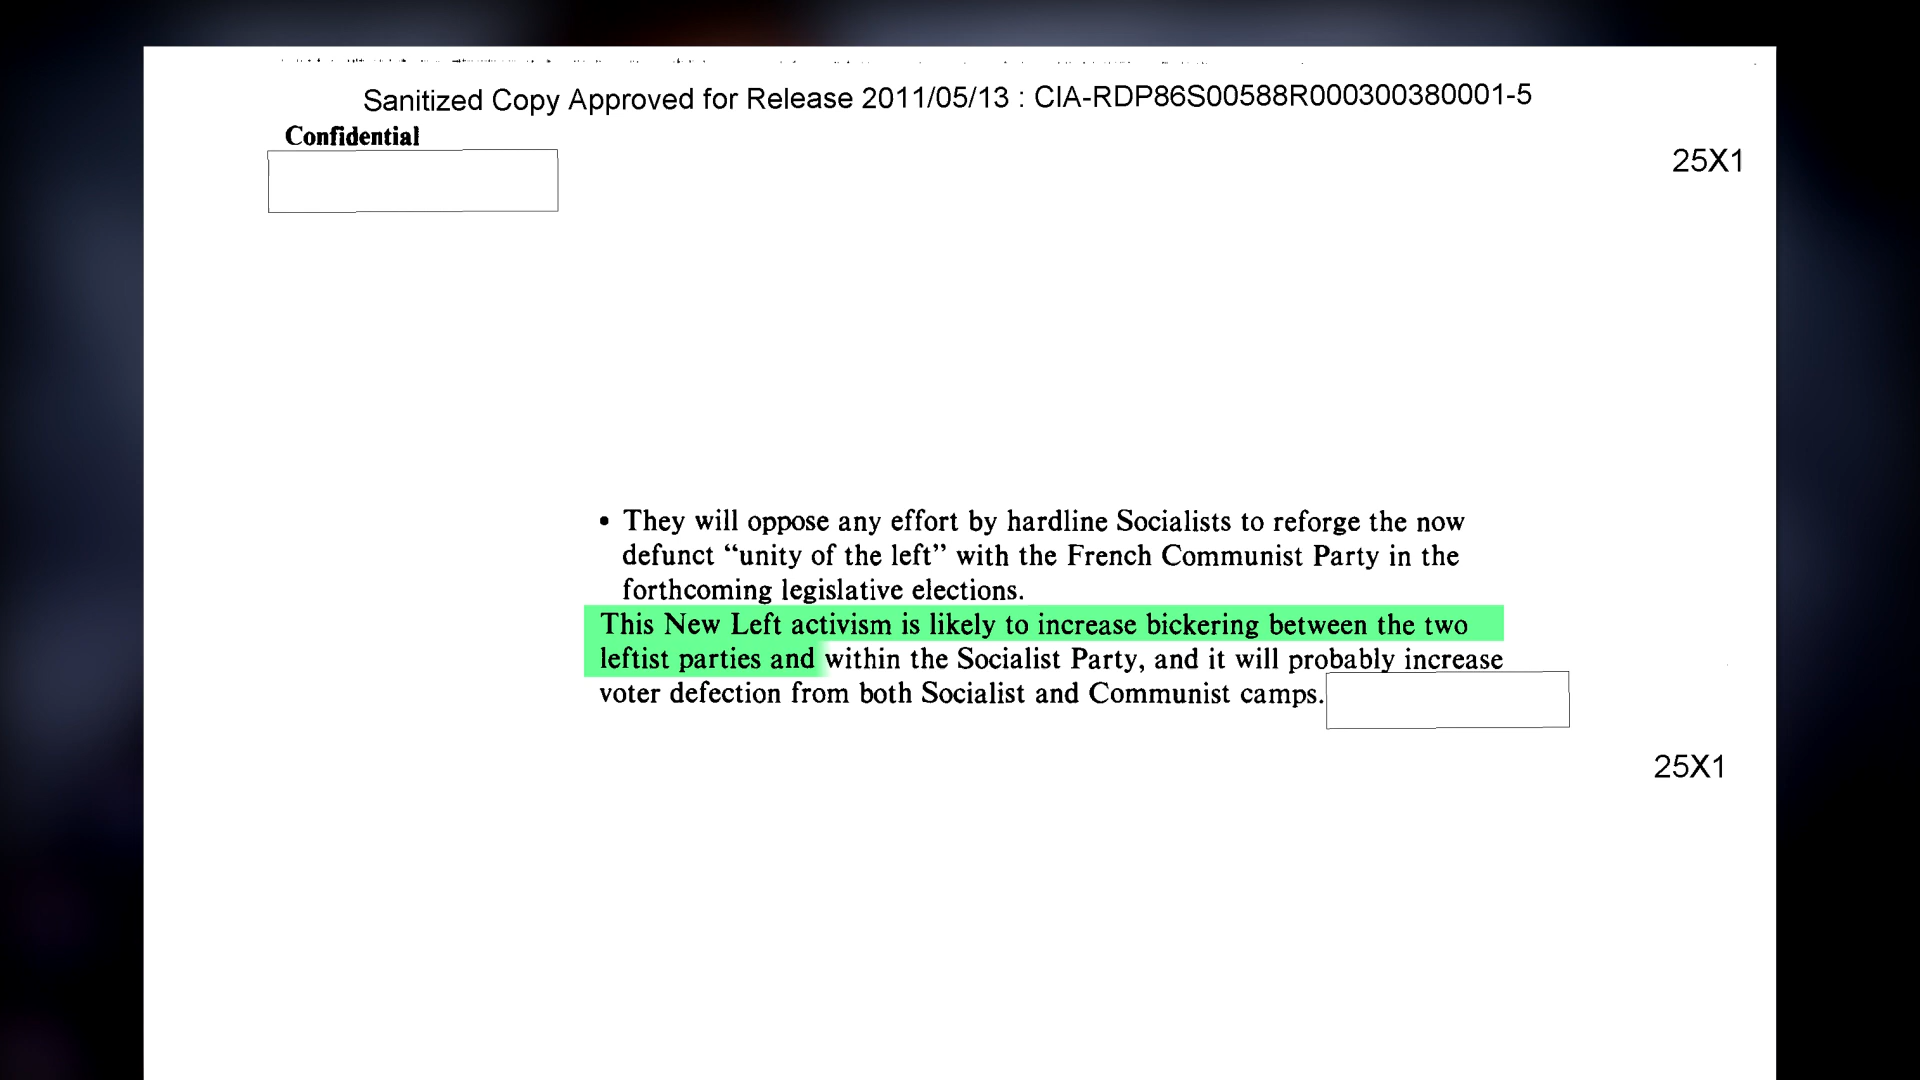 Sanitized Copy Approved for Release 2011/05/13 : CIA-RDP86S00588R000300380001-5
Confidential
25X1
• They will oppose any effort by hardline Socialists to reforge the now
defunct “unity of the left” with the French Communist Party in the
forthcoming legislative elections.
This New Left activism is likely to increase bickering between the two
leftist parties and within the Socialist Party, and it will probably increase
voter defection from both Socialist and Communist camps.
25X1